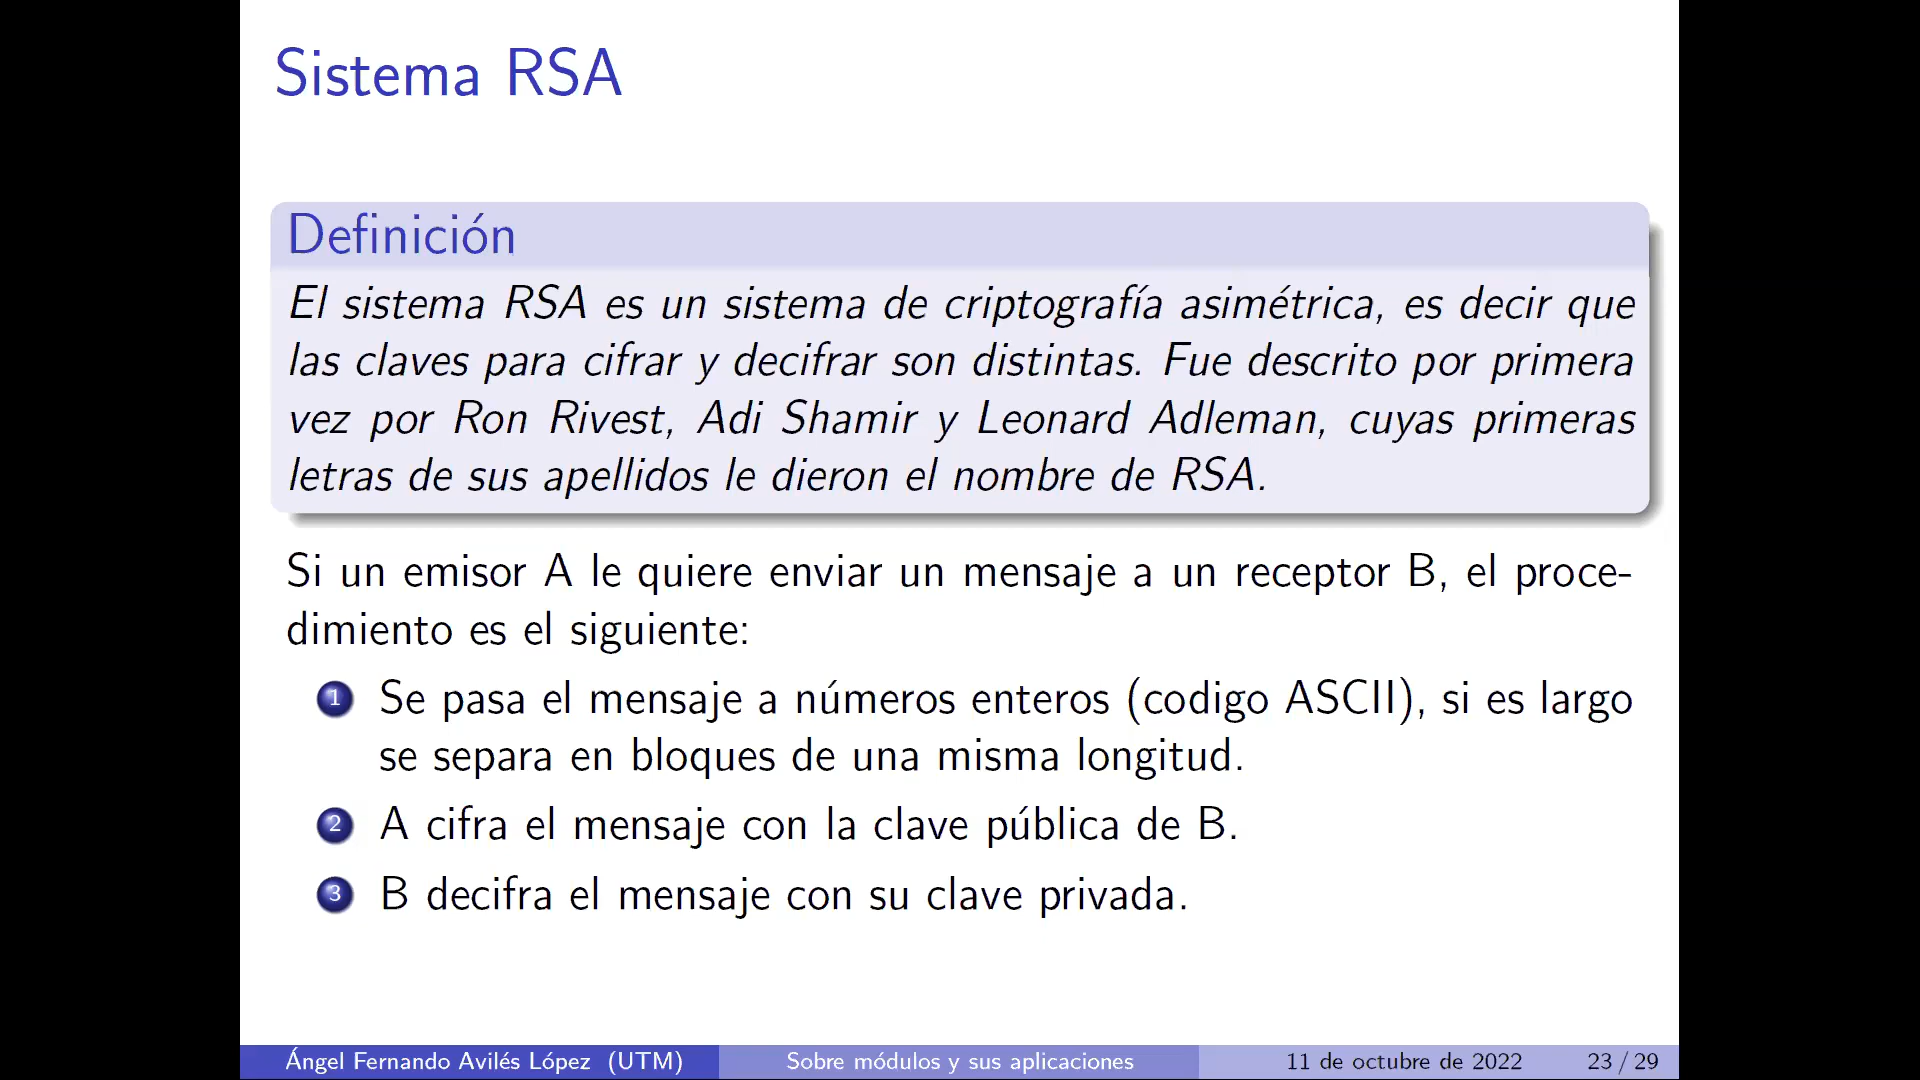 Sistema RSA
Definición
El sistema RSA es un sistema de criptografía asimétrica, es decir que
las claves para cifrar y decifrar son distintas. Fue descrito por primera
vez por Ron Rivest, Adi Shamir y Leonard Adleman, cuyas primeras
letras de sus apellidos le dieron el nombre de RSA.
Si un emisor A le quiere enviar un mensaje a un receptor B, el proce-
dimiento es el siguiente:
1 Se pasa el mensaje a números enteros (codigo ASCII), si es largo
se separa en bloques de una misma longitud.
2 A cifra el mensaje con la clave pública de B.
3 B decifra el mensaje con su clave privada.
Ángel Fernando Avilés López (UTM) Sobre módulos y sus aplicaciones 11 de octubre de 2022 23 / 29